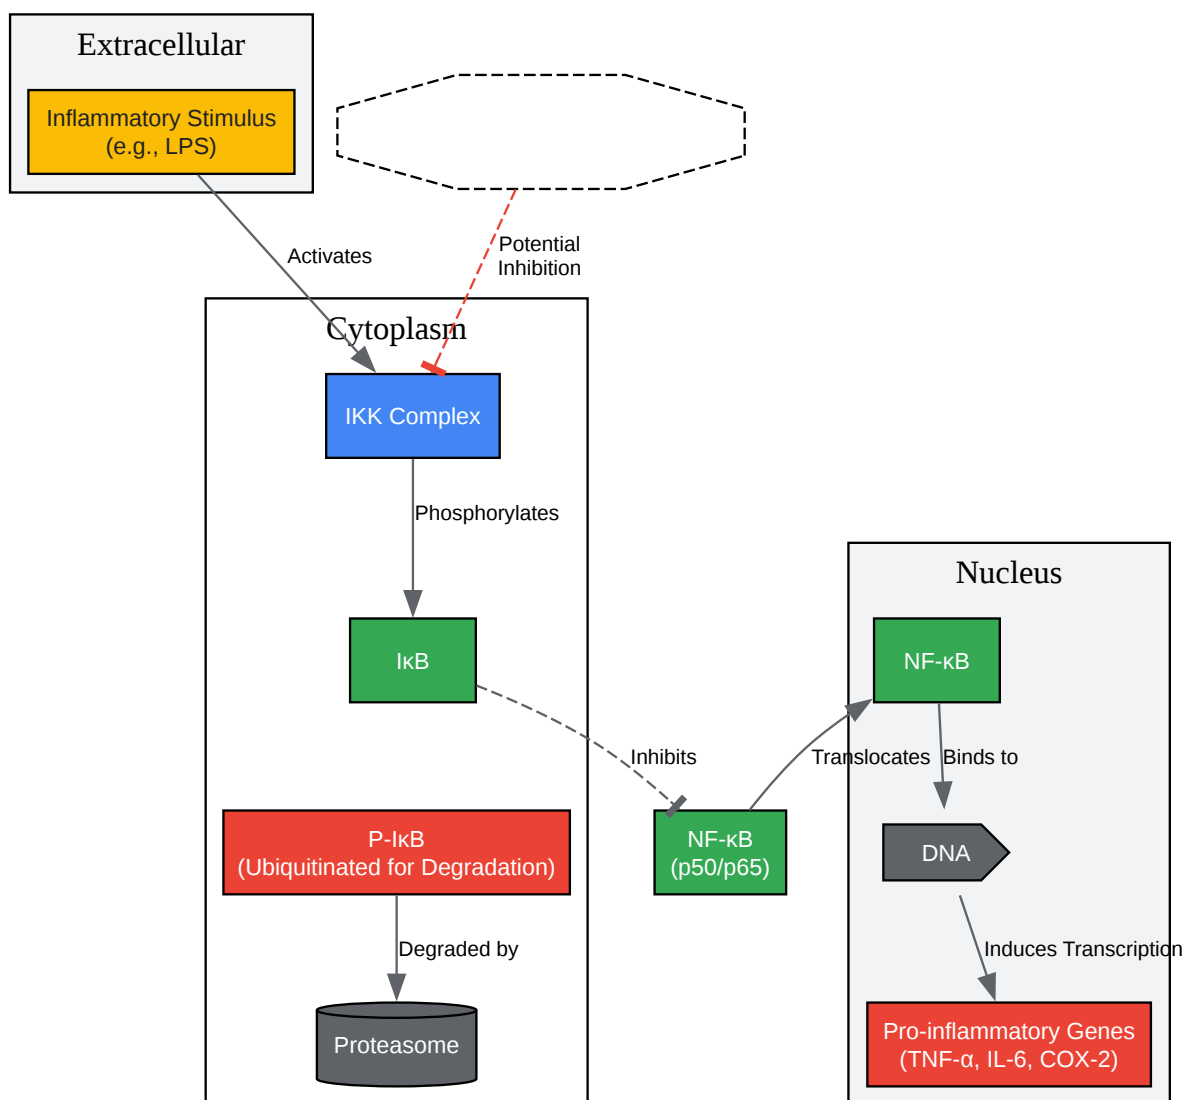 Extracellular
Inflammatory Stimulus
(e.g., LPS)
Activates
Potential
Inhibition
Cytoplasm
IKK Complex
Phosphorylates
IκB
Inhibits
P-IκB
(Ubiquitinated for Degradation)
Degraded by
Proteasome
NF-κB
(p50/p65)
Translocates
Nucleus
NF-κB
Binds to
DNA
Induces Transcription
Pro-inflammatory Genes
(TNF-α, IL-6, COX-2)